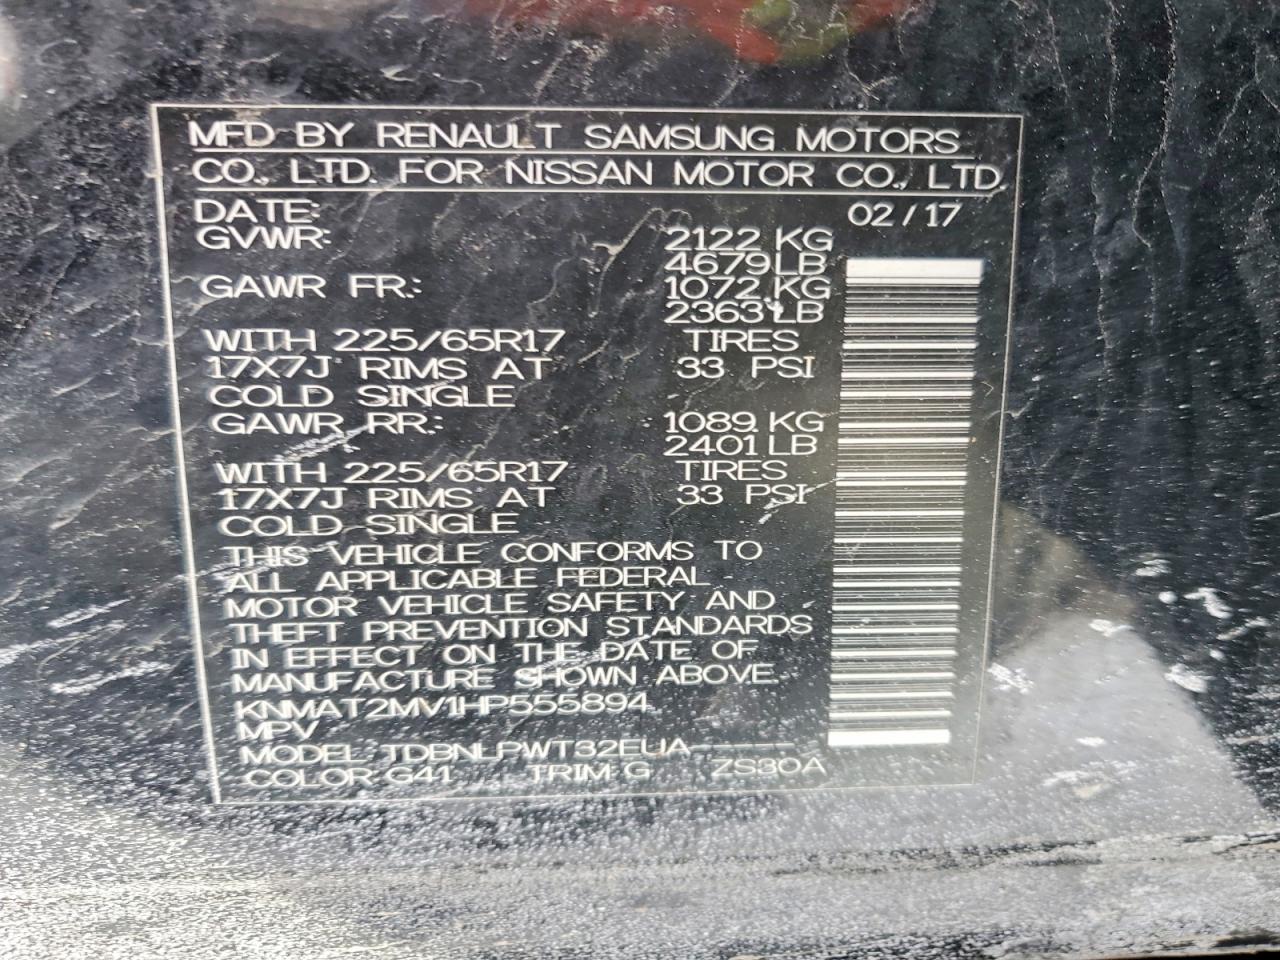 MFD BY RENAULT SAMSUNG MOTORS
CO., LTD. FOR NISSAN MOTOR CO., LTD.
DATE: 02/17
GVWR: 2122 KG
4679 LB
GAWR FR.: 1072 KG
2363 LB
WITH 225/65R17 TIRES
17X7J RIMS AT 33 PSI
COLD SINGLE
GAWR RR.: 1089 KG
2401 LB
WITH 225/65R17 TIRES
17X7J RIMS AT 33 PSI
COLD SINGLE
THIS VEHICLE CONFORMS TO
ALL APPLICABLE FEDERAL
MOTOR VEHICLE SAFETY AND
THEFT PREVENTION STANDARDS
IN EFFECT ON THE DATE OF
MANUFACTURE SHOWN ABOVE.
KNMAT2MV1HP555894
MPV
MODEL: TDBNLPWT32EUA-----
COLOR G41 TRIM: G ZS30A